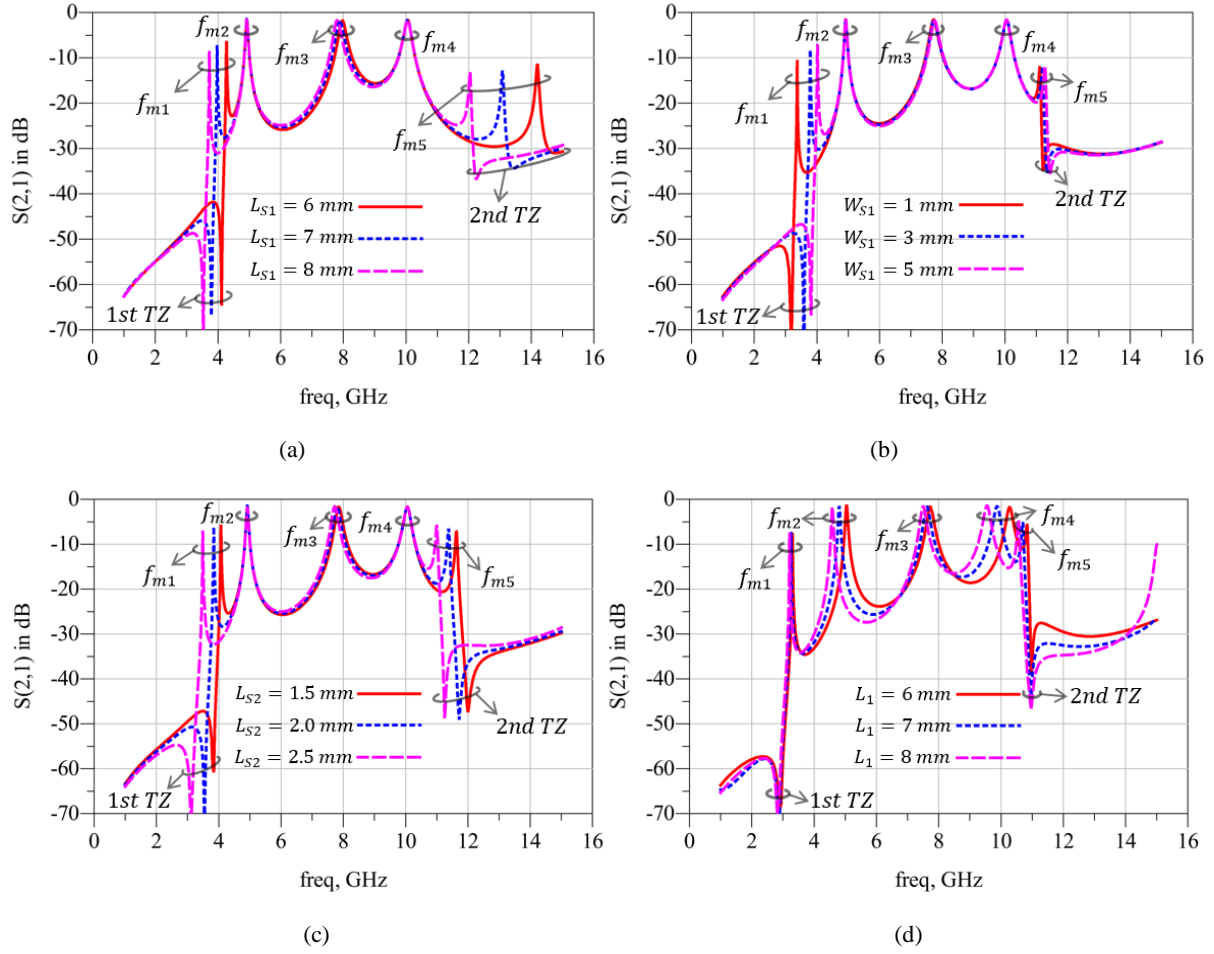 0
-10
-20
-30
-40
-50
-60
-70
S(2,1) in dB
f_{m2}
f_{m1}
f_{m3}
f_{m4}
f_{m5}
L_{S1} = 6 mm
L_{S1} = 7 mm
L_{S1} = 8 mm
2nd TZ
1st TZ
0 2 4 6 8 10 12 14 16
freq, GHz
(a)
0
-10
-20
-30
-40
-50
-60
-70
S(2,1) in dB
f_{m2}
f_{m1}
f_{m3}
f_{m4}
f_{m5}
W_{S1} = 1 mm
W_{S1} = 3 mm
W_{S1} = 5 mm
2nd TZ
1st TZ
0 2 4 6 8 10 12 14 16
freq, GHz
(b)
0
-10
-20
-30
-40
-50
-60
-70
S(2,1) in dB
f_{m2}
f_{m1}
f_{m3}
f_{m4}
f_{m5}
L_{S2} = 1.5 mm
L_{S2} = 2.0 mm
L_{S2} = 2.5 mm
2nd TZ
1st TZ
0 2 4 6 8 10 12 14 16
freq, GHz
(c)
0
-10
-20
-30
-40
-50
-60
-70
S(2,1) in dB
f_{m2}
f_{m1}
f_{m3}
f_{m4}
f_{m5}
L_1 = 6 mm
L_1 = 7 mm
L_1 = 8 mm
2nd TZ
1st TZ
0 2 4 6 8 10 12 14 16
freq, GHz
(d)